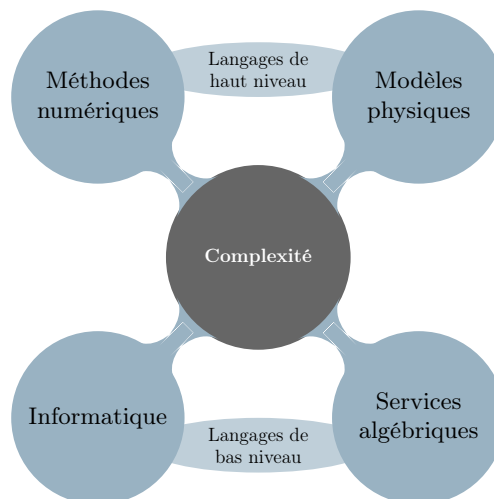 Méthodes
numériques
Langages de
haut niveau
Modèles
physiques
Complexité
Informatique
Langages de
bas niveau
Services
algébriques